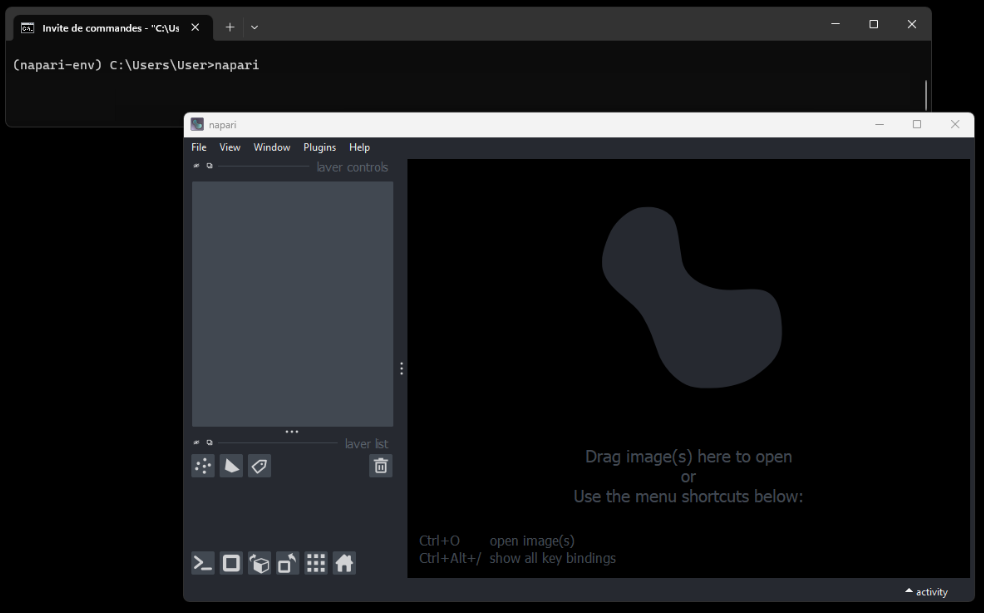 Invite de commandes - "C:\Us
(napari-env) C:\Users\User>napari
napari
File View Window Plugins Help
layer controls
layer list
Drag image(s) here to open
or
Use the menu shortcuts below:
Ctrl+O open image(s)
Ctrl+Alt+/ show all key bindings
activity